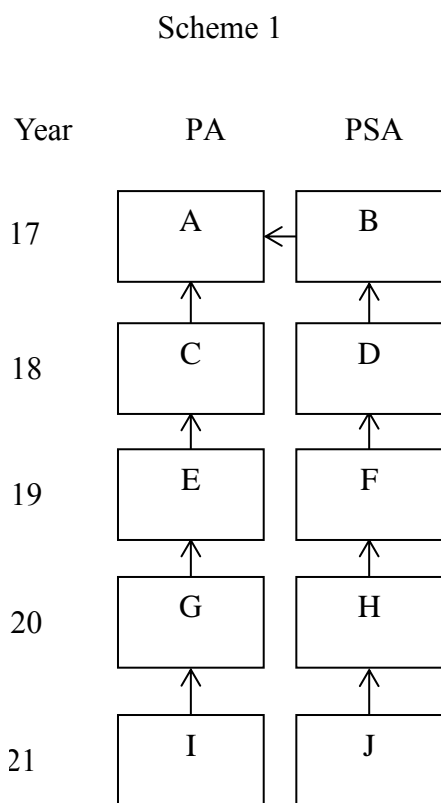 Scheme 1
Year PA PSA
17 A B
18 C D
19 E F
20 G H
21 I J